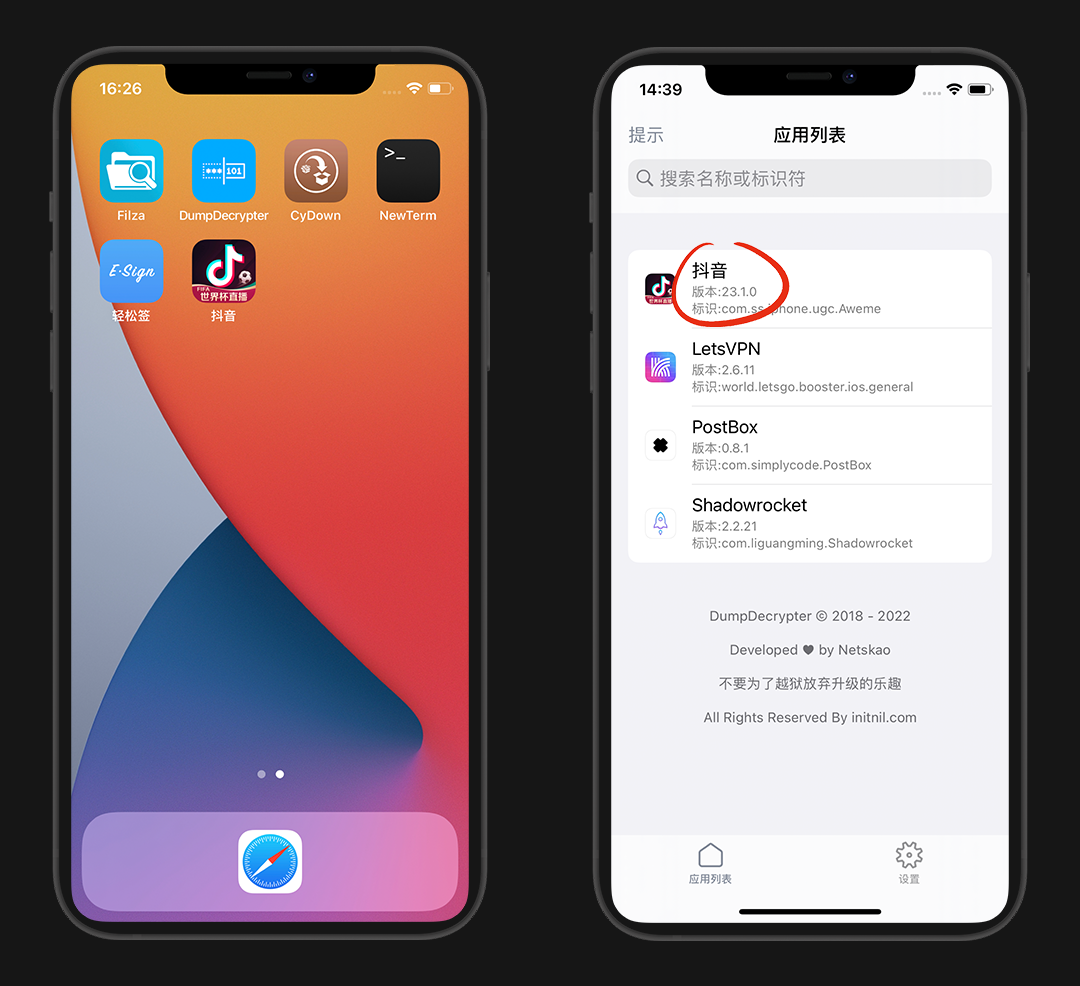 16:26
***
101
>_
Filza
DumpDecrypter
CyDown
NewTerm
E·Sign
FIFA
世界杯直播
轻松签
抖音
14:39
提示
应用列表
搜索名称或标识符
抖音
版本:23.1.0
标识:com.ss.iphone.ugc.Aweme
LetsVPN
版本:2.6.11
标识:world.letsgo.booster.ios.general
PostBox
版本:0.8.1
标识:com.simplycode.PostBox
Shadowrocket
版本:2.2.21
标识:com.liguangming.Shadowrocket
DumpDecrypter © 2018 - 2022
Developed ♥ by Netskao
不要为了越狱放弃升级的乐趣
All Rights Reserved By initnil.com
应用列表
设置